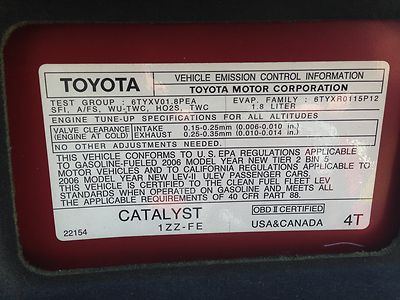 TOYOTA
VEHICLE EMISSION CONTROL INFORMATION
TOYOTA MOTOR CORPORATION
TEST GROUP : 6TYXV01.8PEA EVAP. FAMILY : 6TYXR0115P12
SFI, A/FS, WU-TWC, HO2S, TWC 1.8 LITER
ENGINE TUNE-UP SPECIFICATIONS FOR ALL ALTITUDES
VALVE CLEARANCE INTAKE 0.15-0.25mm (0.006-0.010 in.)
(ENGINE COLD) EXHAUST 0.25-0.35mm (0.010-0.014 in.)
NO OTHER ADJUSTMENTS NEEDED.
THIS VEHICLE CONFORMS TO U.S.EPA REGULATIONS APPLICABLE
TO GASOLINE-FUELED 2006 MODEL YEAR NEW TIER 2 BIN 5
MOTOR VEHICLES AND TO CALIFORNIA REGULATIONS APPLICABLE
2006 MODEL YEAR NEW LEV-II ULEV PASSENGER CARS.
THIS VEHICLE IS CERTIFIED TO THE CLEAN FUEL FLEET LEV
STANDARDS WHEN OPERATED ON GASOLINE AND MEETS ALL
THE APPLICABLE REQUIREMENTS OF 40 CFR PART 88.
CATALYST
OBD II CERTIFIED
4T
22154 1ZZ-FE USA&CANADA